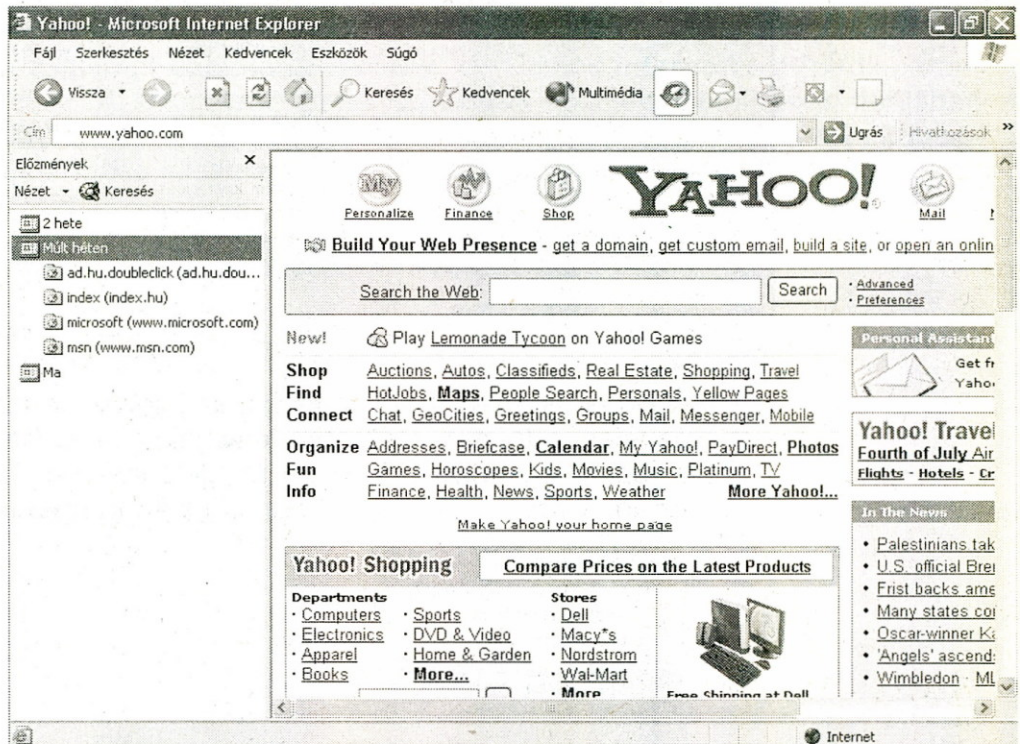 Yahoo! - Microsoft Internet Explorer
Fájl Szerkesztés Nézet Kedvencek Eszközök Súgó
Vissza Keresés Kedvencek Multimédia
Cím www.yahoo.com Ugrás Hivatkozások »
Előzmények ×
Nézet Keresés
2 hete
Múlt héten
ad.hu.doubleclick (ad.hu.dou...
index (index.hu)
microsoft (www.microsoft.com)
msn (www.msn.com)
Ma
My
YAHOO!
Personalize Finance Shop Mail
Build Your Web Presence - get a domain, get custom email, build a site, or open an onlin
Search the Web: Search · Advanced
· Preferences
New! Play Lemonade Tycoon on Yahoo! Games
Shop Auctions, Autos, Classifieds, Real Estate, Shopping, Travel
Find HotJobs, Maps, People Search, Personals, Yellow Pages
Connect Chat, GeoCities, Greetings, Groups, Mail, Messenger, Mobile
Organize Addresses, Briefcase, Calendar, My Yahoo!, PayDirect, Photos
Fun Games, Horoscopes, Kids, Movies, Music, Platinum, TV
Info Finance, Health, News, Sports, Weather More Yahoo!...
Make Yahoo! your home page
Yahoo! Shopping Compare Prices on the Latest Products
Departments Stores
· Computers · Sports · Dell
· Electronics · DVD & Video · Macy*s
· Apparel · Home & Garden · Nordstrom
· Books · More... · Wal-Mart
· More
Free Shipping at Dell
Personal Assistant
Get fr
Yaho
Yahoo! Trave
Fourth of July Air
Flights - Hotels - Cr
In The News
• Palestinians tak
• U.S. official Bre
• Frist backs ame
• Many states co
• Oscar-winner Ka
• 'Angels' ascend
• Wimbledon · ML
Internet